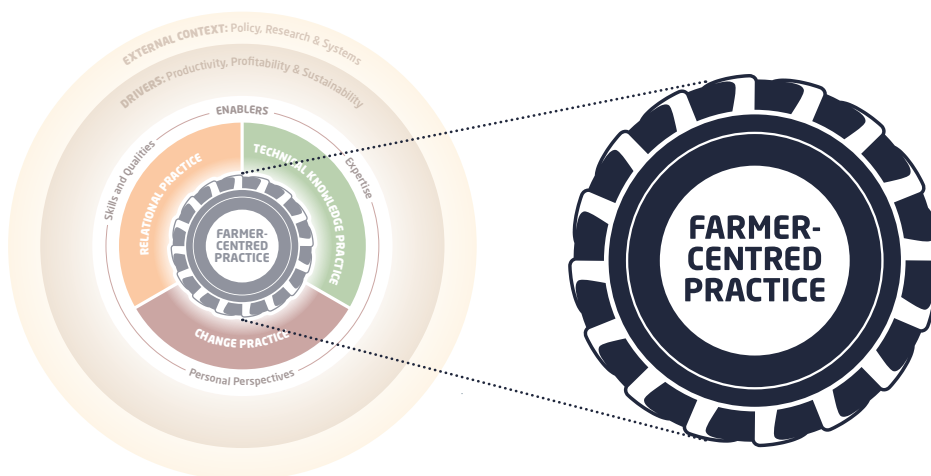 EXTERNAL CONTEXT: Policy, Research & Systems
DRIVERS: Productivity, Profitability & Sustainability
ENABLERS
Skills and Qualities
Expertise
RELATIONAL PRACTICE
TECHNICAL KNOWLEDGE PRACTICE
FARMER-
CENTRED
PRACTICE
CHANGE PRACTICE
Personal Perspectives
FARMER-
CENTRED
PRACTICE